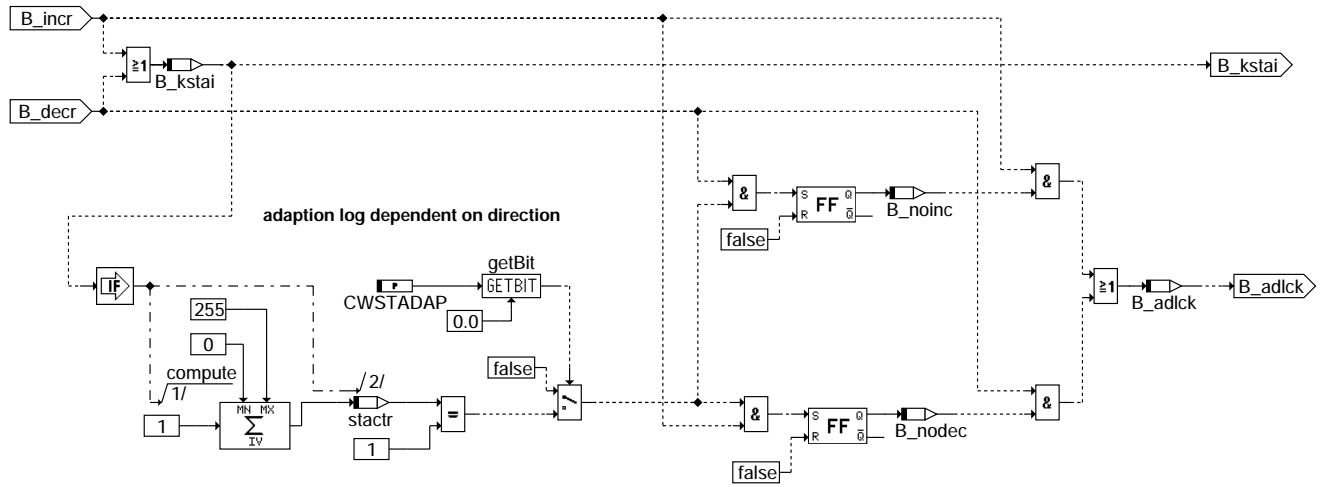 B_incr
≥1
B_kstai
B_kstai
B_decr
&
S Q
FF
R Q̅
B_noinc
false
&
adaption log dependent on direction
IF
getBit
P
GETBIT
CWSTADAP
0.0
≥1
B_adlck
B_adlck
255
0
compute
1/
/2/
false
MN MX
Σ
IV
1
stactr
=
1
&
S Q
FF
R Q̅
B_nodec
false
&